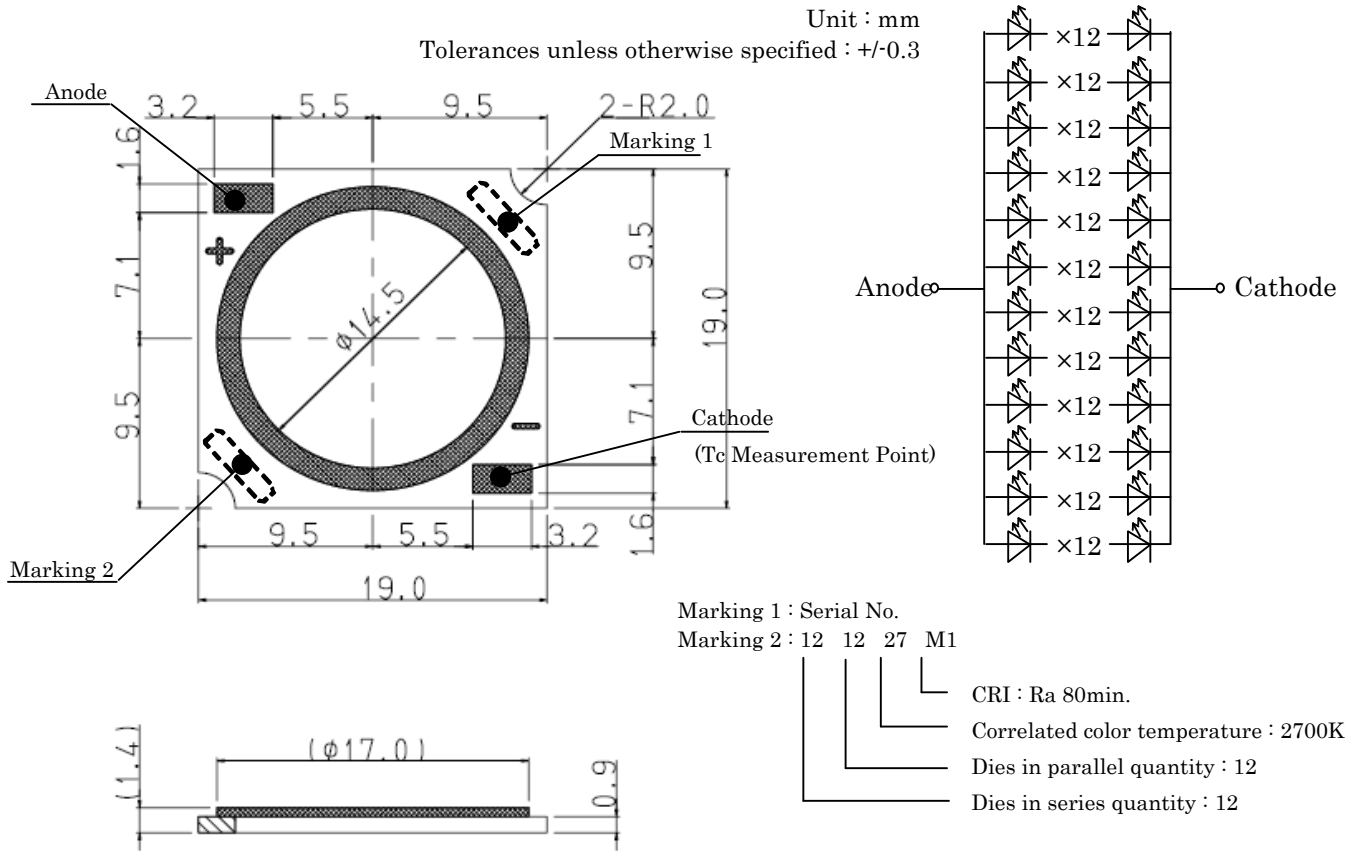 Unit : mm
Tolerances unless otherwise specified : +/-0.3
Anode
3.2
5.5
9.5
2-R2.0
Marking 1
1.6
7.1
9.5
ø14.5
9.5
19.0
7.1
1.6
Cathode
(Tc Measurement Point)
9.5
5.5
3.2
19.0
Marking 2
×12
×12
×12
×12
×12
×12
×12
×12
×12
×12
×12
×12
Anode
Cathode
Marking 1 : Serial No.
Marking 2 : 12 12 27 M1
CRI : Ra 80min.
Correlated color temperature : 2700K
Dies in parallel quantity : 12
Dies in series quantity : 12
(ø17.0)
(1.4)
0.9